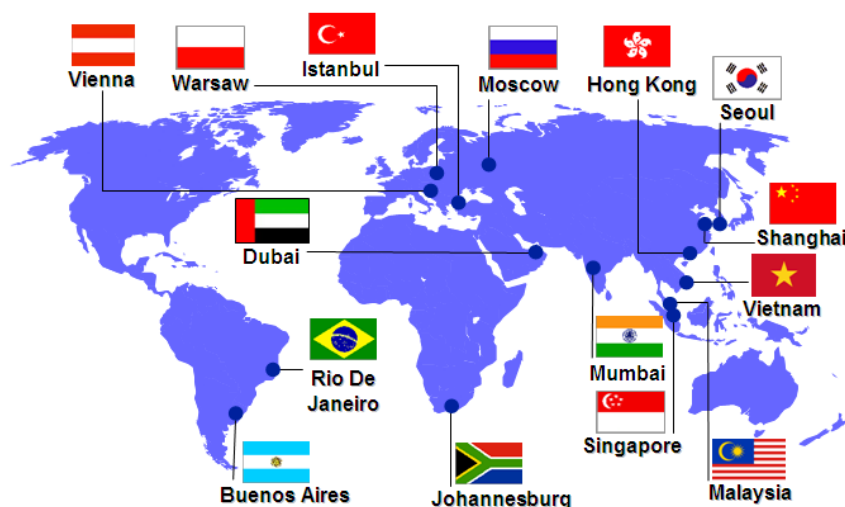 Vienna
Warsaw
Istanbul
Moscow
Hong Kong
Seoul
Dubai
Shanghai
Vietnam
Rio De
Janeiro
Mumbai
Singapore
Buenos Aires
Johannesburg
Malaysia